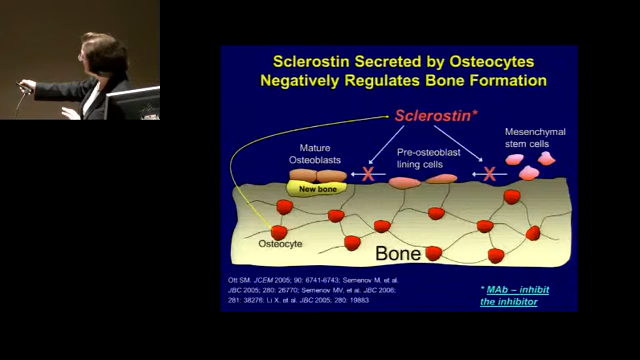 Sclerostin Secreted by Osteocytes
Negatively Regulates Bone Formation
Sclerostin*
Mesenchymal
stem cells
Mature
Osteoblasts
Pre-osteoblast
lining cells
X
X
New bone
Osteocyte
Bone
Ott SM. JCEM 2005; 90: 6741-6743; Semenov M. et al.
JBC 2005; 280: 26770; Semenov MV, et al. JBC 2006;
281: 38276; Li X. et al. JBC 2005; 280: 19883
* MAb – inhibit
the inhibitor